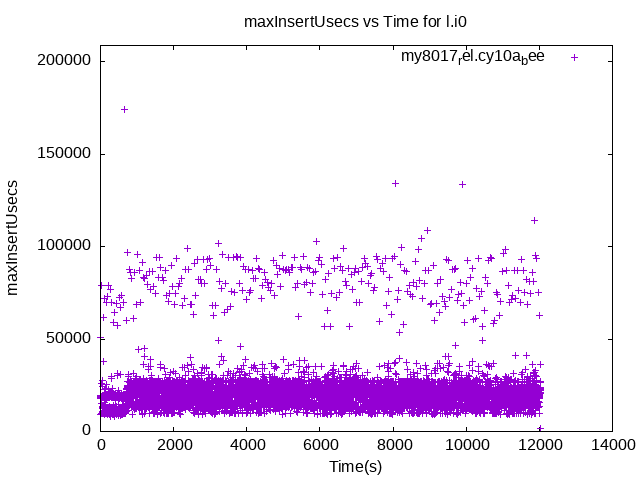 maxInsertUsecs vs Time for l.i0
my8017rel.cy10abee
200000
150000
100000
50000
0
maxInsertUsecs
0 2000 4000 6000 8000 10000 12000 14000
Time(s)